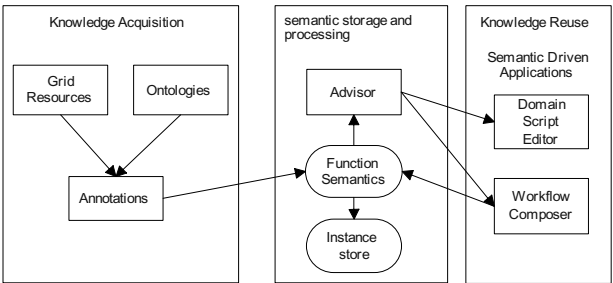 Knowledge Acquisition
Grid
Resources
Ontologies
Annotations
semantic storage and
processing
Advisor
Function
Semantics
Instance
store
Knowledge Reuse
Semantic Driven
Applications
Domain
Script
Editor
Workflow
Composer